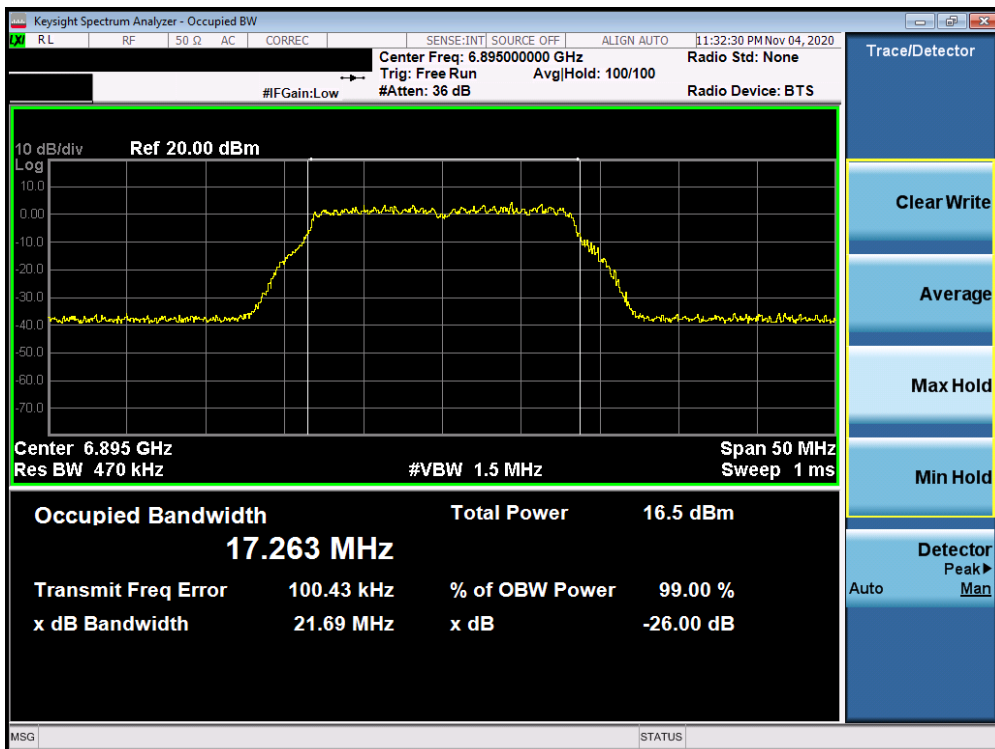 Keysight Spectrum Analyzer - Occupied BW
LXI RL RF 50 Ω AC CORREC SENSE:INT SOURCE OFF ALIGN AUTO 11:32:30 PM Nov 04, 2020
Center Freq: 6.895000000 GHz Radio Std: None
Trig: Free Run Avg|Hold: 100/100
#IFGain:Low #Atten: 36 dB Radio Device: BTS
Trace/Detector
10 dB/div Ref 20.00 dBm
Log
10.0
0.00
-10.0
-20.0
-30.0
-40.0
-50.0
-60.0
-70.0
Center 6.895 GHz Span 50 MHz
Res BW 470 kHz #VBW 1.5 MHz Sweep 1 ms
Occupied Bandwidth Total Power 16.5 dBm
17.263 MHz
Transmit Freq Error 100.43 kHz % of OBW Power 99.00 %
x dB Bandwidth 21.69 MHz x dB -26.00 dB
Clear Write
Average
Max Hold
Min Hold
Detector
Peak▶
Auto Man
MSG STATUS